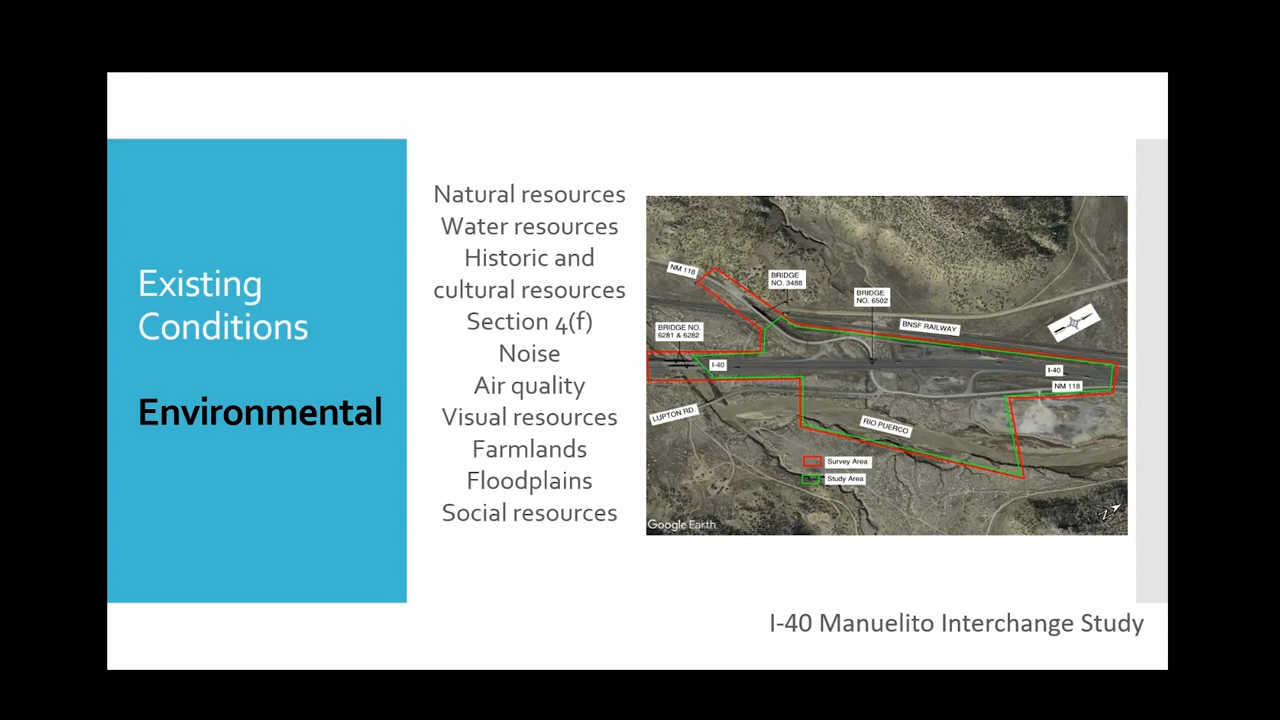 Existing
Conditions
Environmental
Natural resources
Water resources
Historic and
cultural resources
Section 4(f)
Noise
Air quality
Visual resources
Farmlands
Floodplains
Social resources
NM 118
BRIDGE
NO. 3488
BRIDGE
NO. 6502
BNSF RAILWAY
BRIDGE NO.
6281 & 6282
I-40
I-40
NM 118
LUPTON RD.
RIO PUERCO
Survey Area
Study Area
Google Earth
I-40 Manuelito Interchange Study